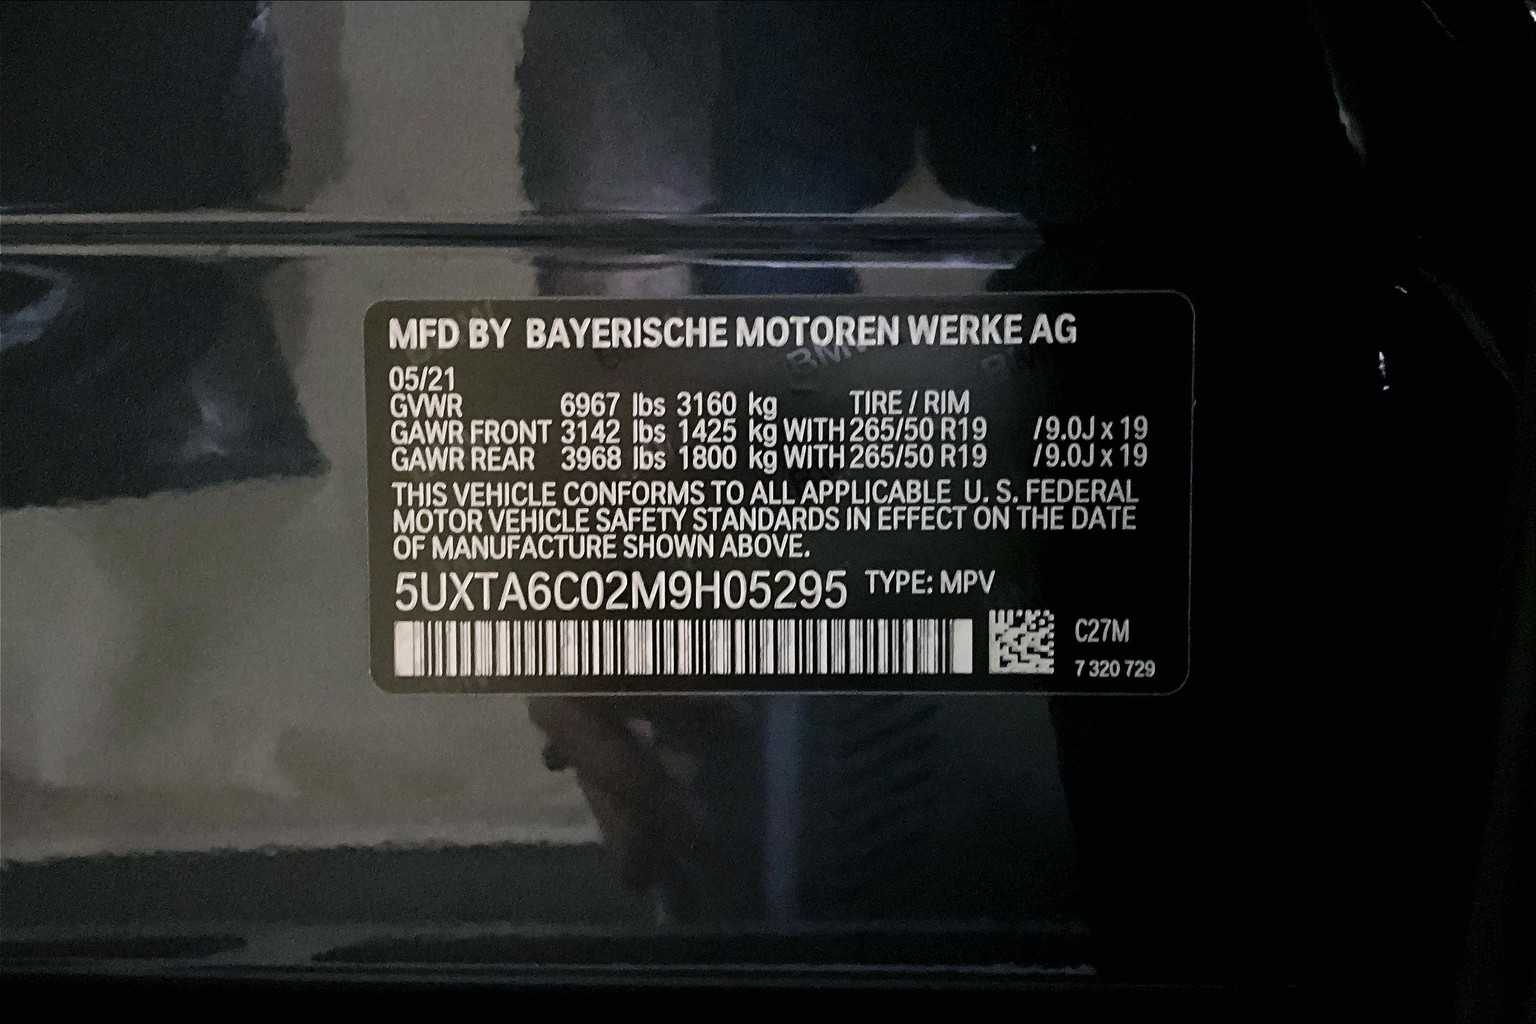 MFD BY BAYERISCHE MOTOREN WERKE AG
05/21
GVWR 6967 lbs 3160 kg TIRE / RIM
GAWR FRONT 3142 lbs 1425 kg WITH 265/50 R19 /9.0J x 19
GAWR REAR 3968 lbs 1800 kg WITH 265/50 R19 /9.0J x 19
THIS VEHICLE CONFORMS TO ALL APPLICABLE U. S. FEDERAL
MOTOR VEHICLE SAFETY STANDARDS IN EFFECT ON THE DATE
OF MANUFACTURE SHOWN ABOVE.
5UXTA6C02M9H05295 TYPE: MPV
C27M
7 320 729